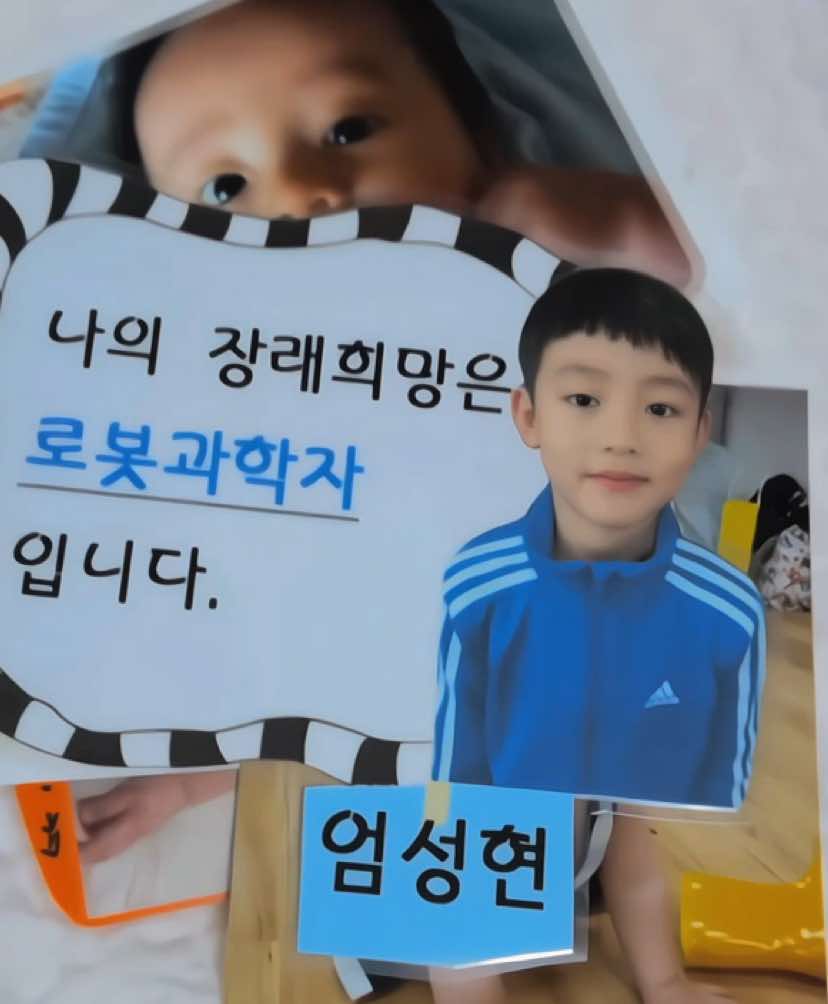 나의 장래희망은
로봇과학자
입니다.
엄성현